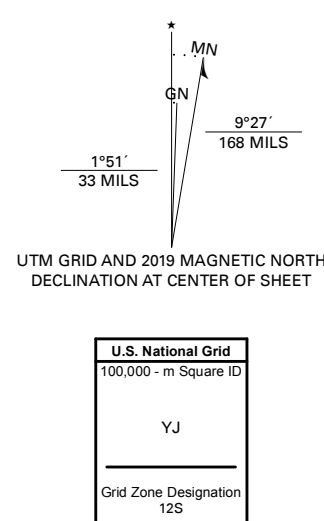 ★
MN
GN
9°27´
168 MILS
1°51´
33 MILS
UTM GRID AND 2019 MAGNETIC NORTH
DECLINATION AT CENTER OF SHEET
U.S. National Grid
100,000 - m Square ID
YJ
Grid Zone Designation
12S